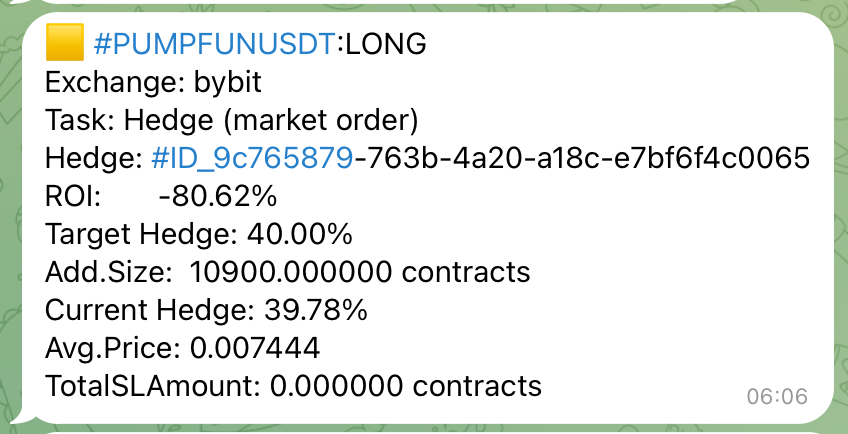 #PUMPFUNUSDT:LONG
Exchange: bybit
Task: Hedge (market order)
Hedge: #ID_9c765879-763b-4a20-a18c-e7bf6f4c0065
ROI: -80.62%
Target Hedge: 40.00%
Add.Size: 10900.000000 contracts
Current Hedge: 39.78%
Avg.Price: 0.007444
TotalSLAmount: 0.000000 contracts
06:06